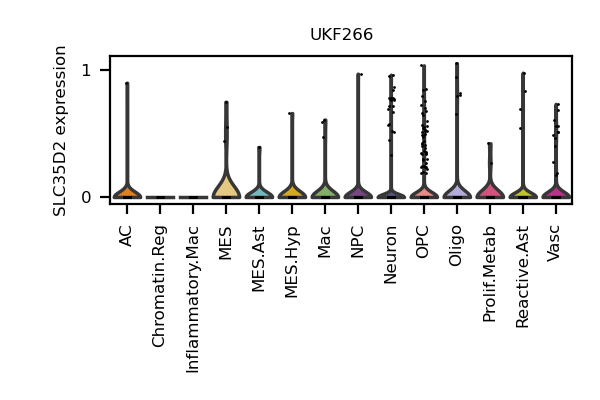 UKF266
SLC35D2 expression
1
0
AC
Chromatin.Reg
Inflammatory.Mac
MES
MES.Ast
MES.Hyp
Mac
NPC
Neuron
OPC
Oligo
Prolif.Metab
Reactive.Ast
Vasc